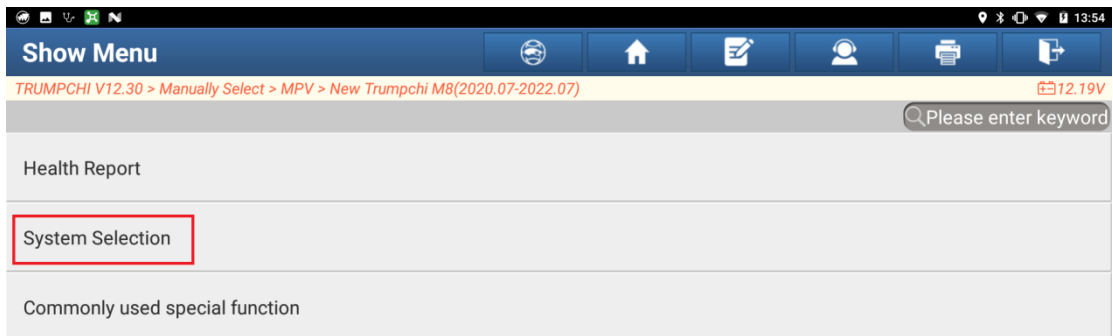 13:54
Show Menu
TRUMPCHI V12.30 > Manually Select > MPV > New Trumpchi M8(2020.07-2022.07)
12.19V
Please enter keyword
Health Report
System Selection
Commonly used special function